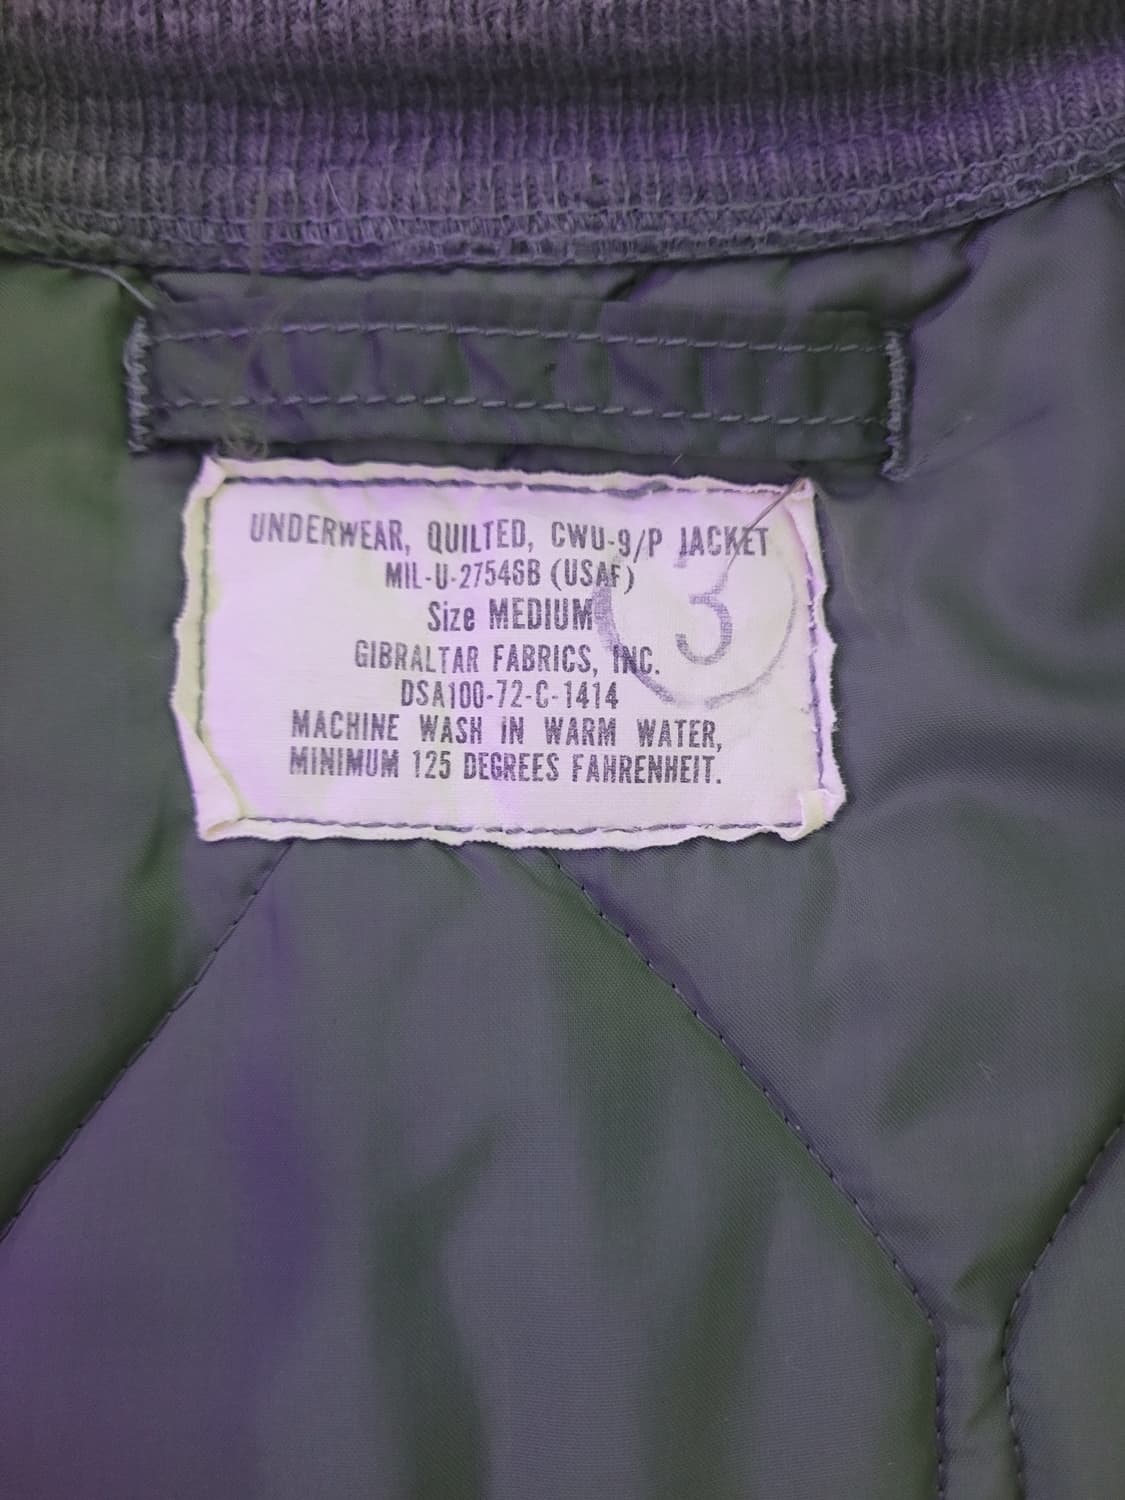 UNDERWEAR, QUILTED, CWU-9/P JACKET
MIL-U-27546B (USAF)
Size MEDIUM
3
GIBRALTAR FABRICS, INC.
DSA100-72-C-1414
MACHINE WASH IN WARM WATER,
MINIMUM 125 DEGREES FAHRENHEIT.